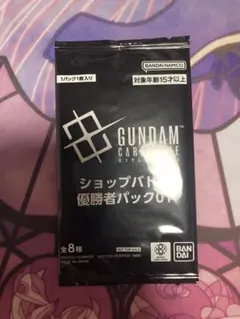 1パック1枚入り
BANDAI NAMCO
対象年齢15才以上
GUNDAM
CARD GAME
ショップバトル
優勝者パック01
全8種
BAN
DAI